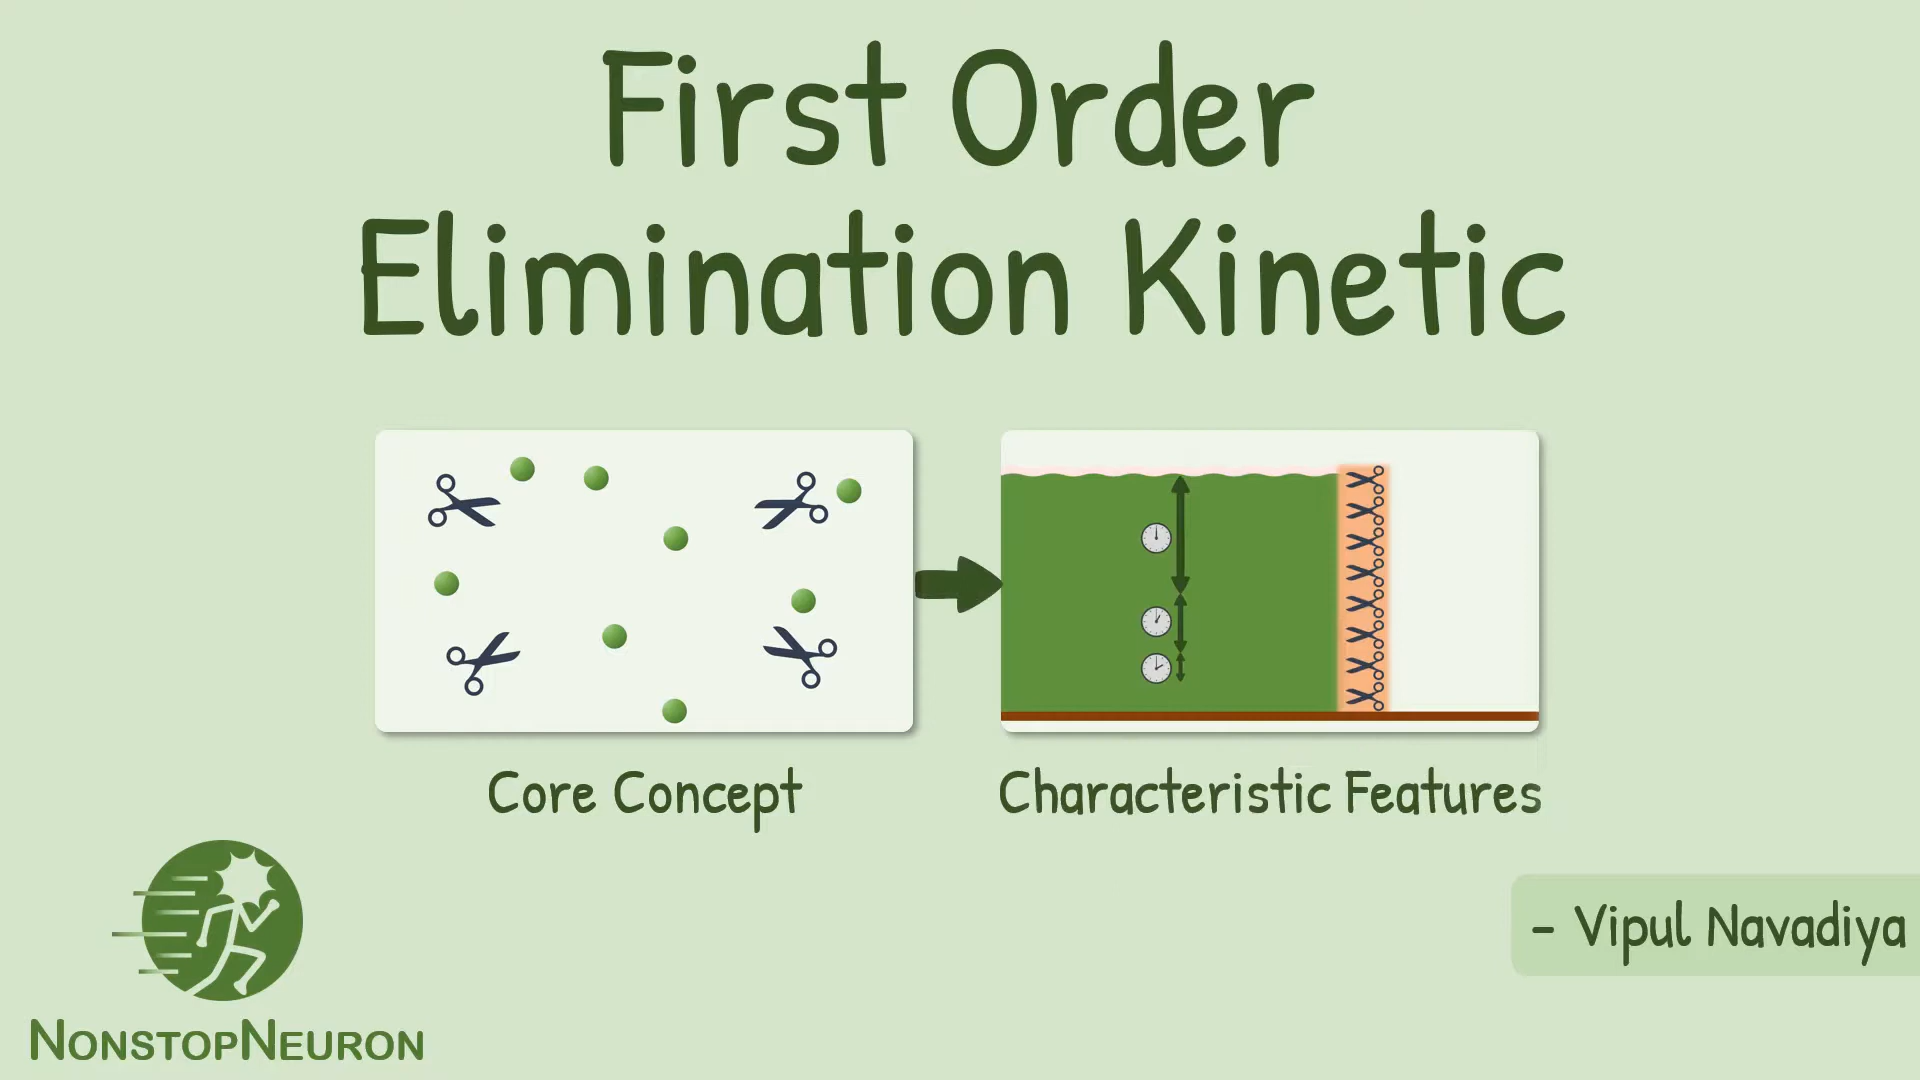 First Order
Elimination Kinetic
Core Concept
Characteristic Features
- Vipul Navadiya
NonstopNeuron